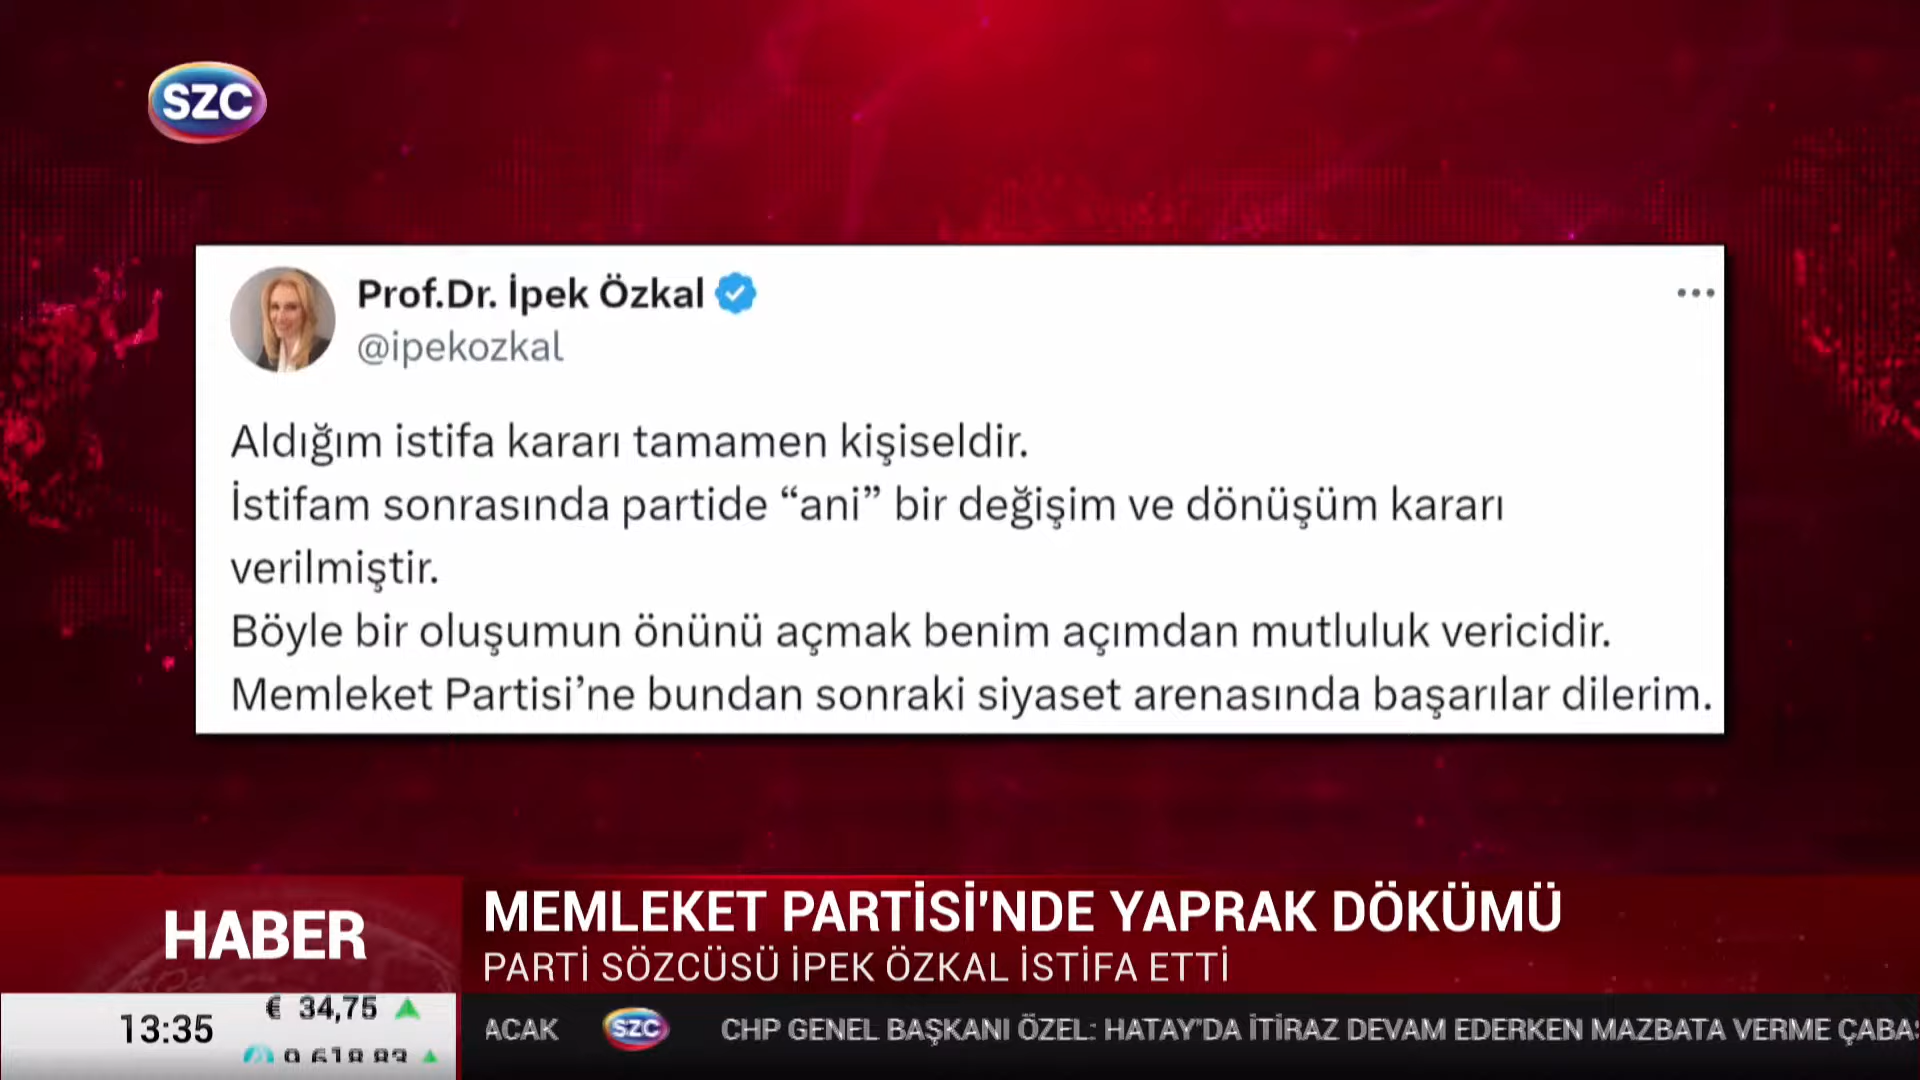 SZC
Prof.Dr. İpek Özkal
@ipekozkal
Aldığım istifa kararı tamamen kişiseldir.
İstifam sonrasında partide “ani” bir değişim ve dönüşüm kararı
verilmiştir.
Böyle bir oluşumun önünü açmak benim açımdan mutluluk vericidir.
Memleket Partisi’ne bundan sonraki siyaset arenasında başarılar dilerim.
HABER
MEMLEKET PARTİSİ'NDE YAPRAK DÖKÜMÜ
PARTİ SÖZCÜSÜ İPEK ÖZKAL İSTİFA ETTİ
13:35
€ 34,75
ACAK SZC CHP GENEL BAŞKANI ÖZEL: HATAY'DA İTİRAZ DEVAM EDERKEN MAZBATA VERME